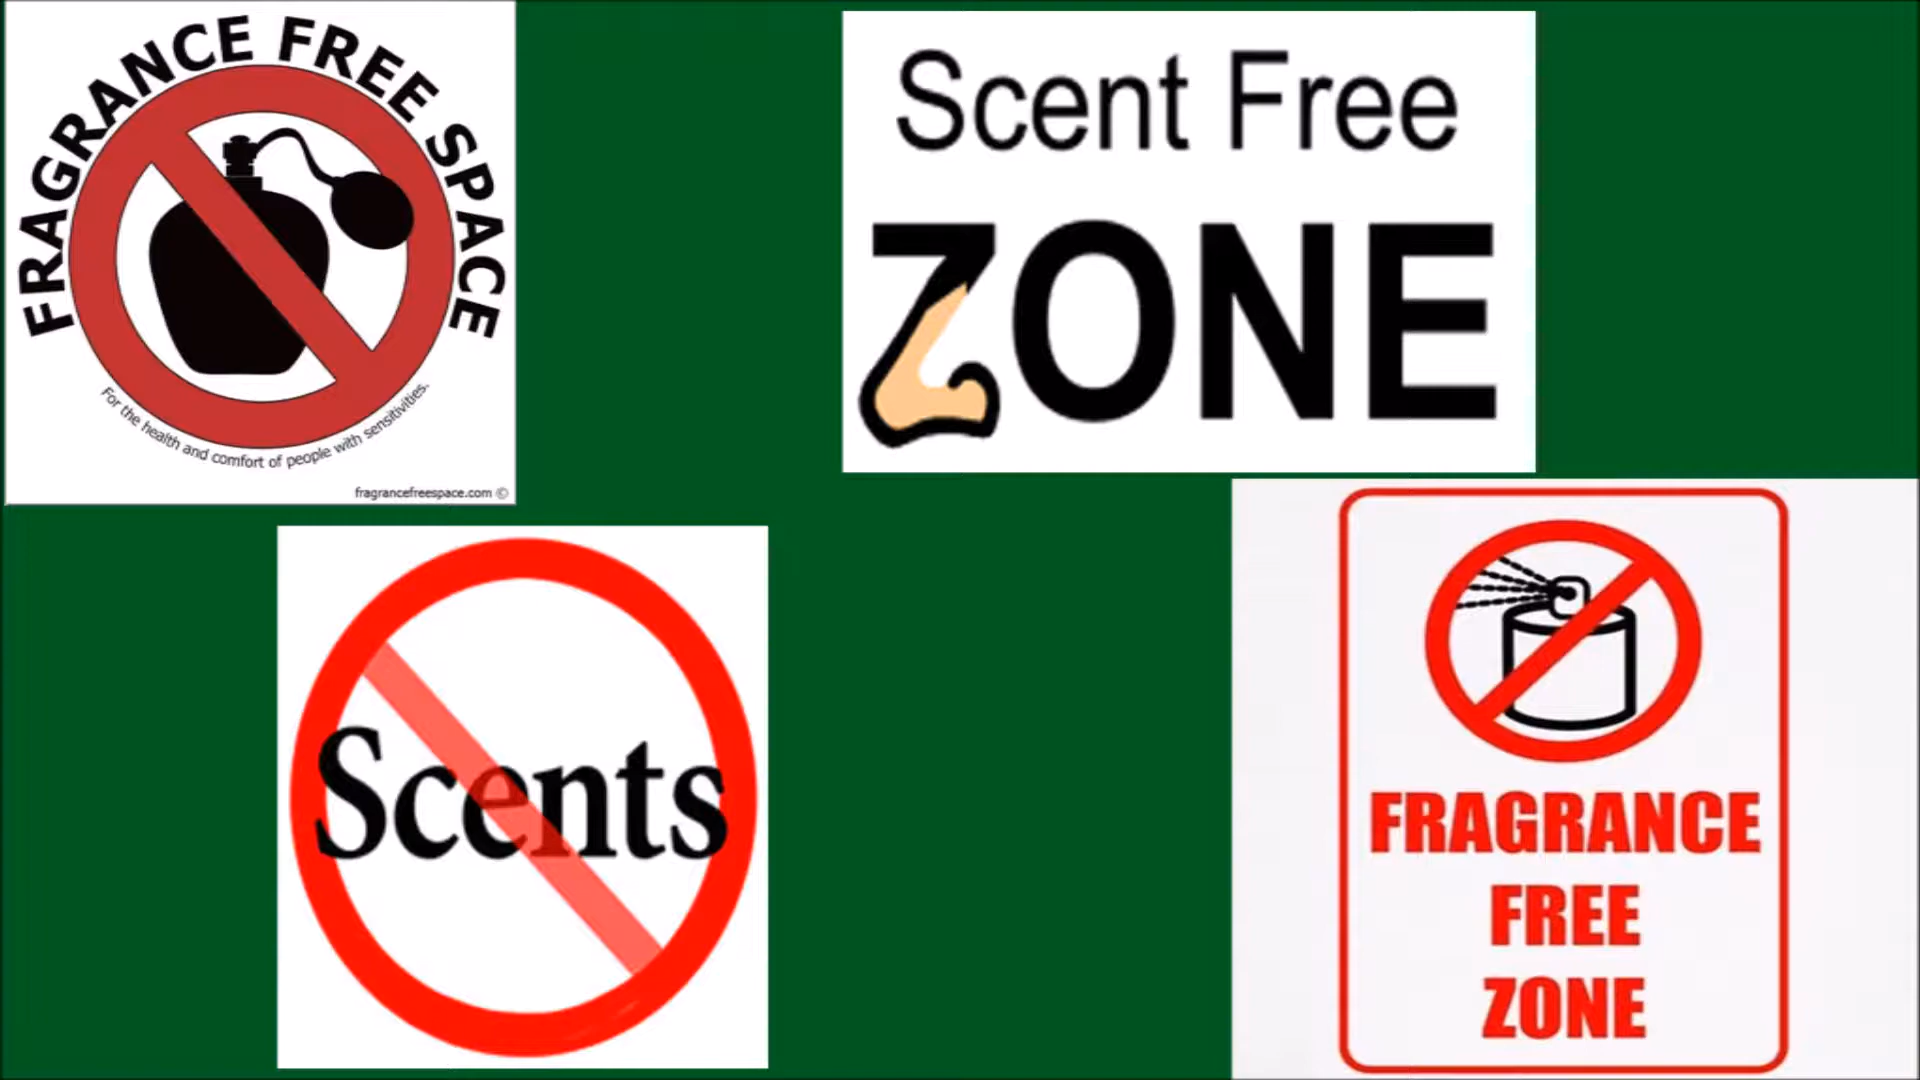 FRAGRANCE FREE SPACE
For the health and comfort of people with sensitivities.
fragrancefreespace.com ©
Scent Free
ZONE
Scents
FRAGRANCE
FREE
ZONE